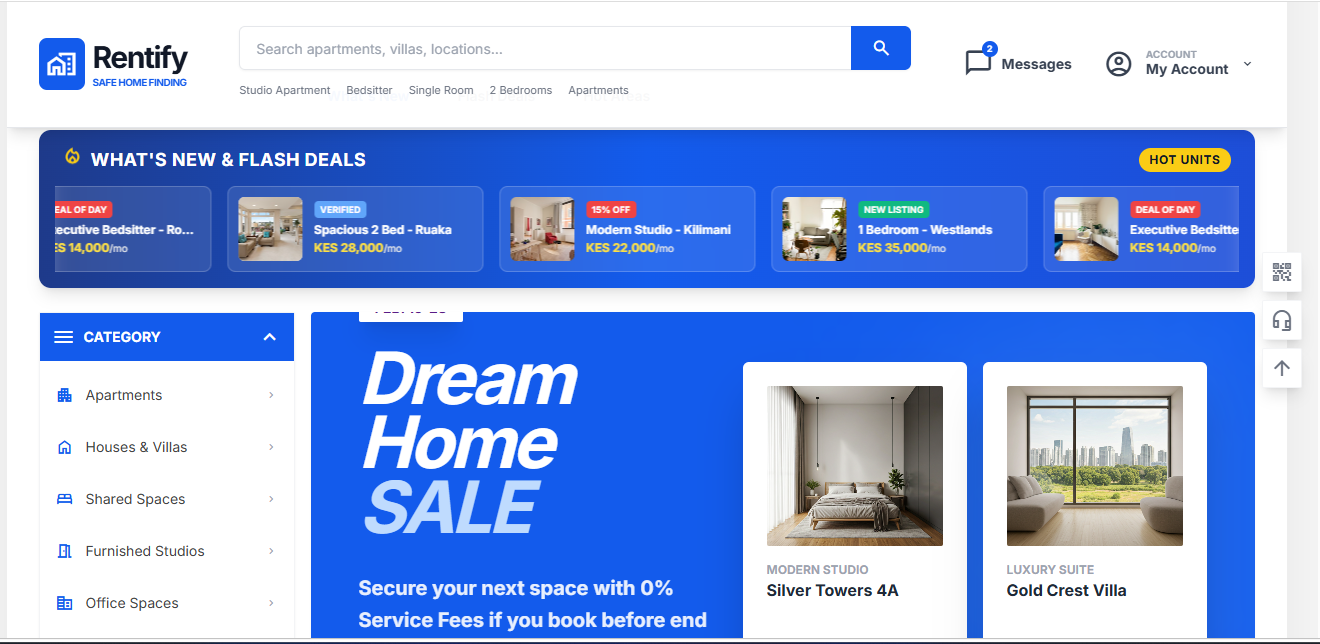 Rentify
SAFE HOME FINDING
Search apartments, villas, locations...
2
Messages
ACCOUNT
My Account
Studio Apartment Bedsitter Single Room 2 Bedrooms Apartments
WHAT'S NEW & FLASH DEALS
HOT UNITS
EAL OF DAY
ecutive Bedsitter - Ro...
ES 14,000/mo
VERIFIED
Spacious 2 Bed - Ruaka
KES 28,000/mo
15% OFF
Modern Studio - Kilimani
KES 22,000/mo
NEW LISTING
1 Bedroom - Westlands
KES 35,000/mo
DEAL OF DAY
Executive Bedsitte
KES 14,000/mo
CATEGORY
Apartments
Houses & Villas
Shared Spaces
Furnished Studios
Office Spaces
Dream
Home
SALE
Secure your next space with 0%
Service Fees if you book before end
MODERN STUDIO
Silver Towers 4A
LUXURY SUITE
Gold Crest Villa